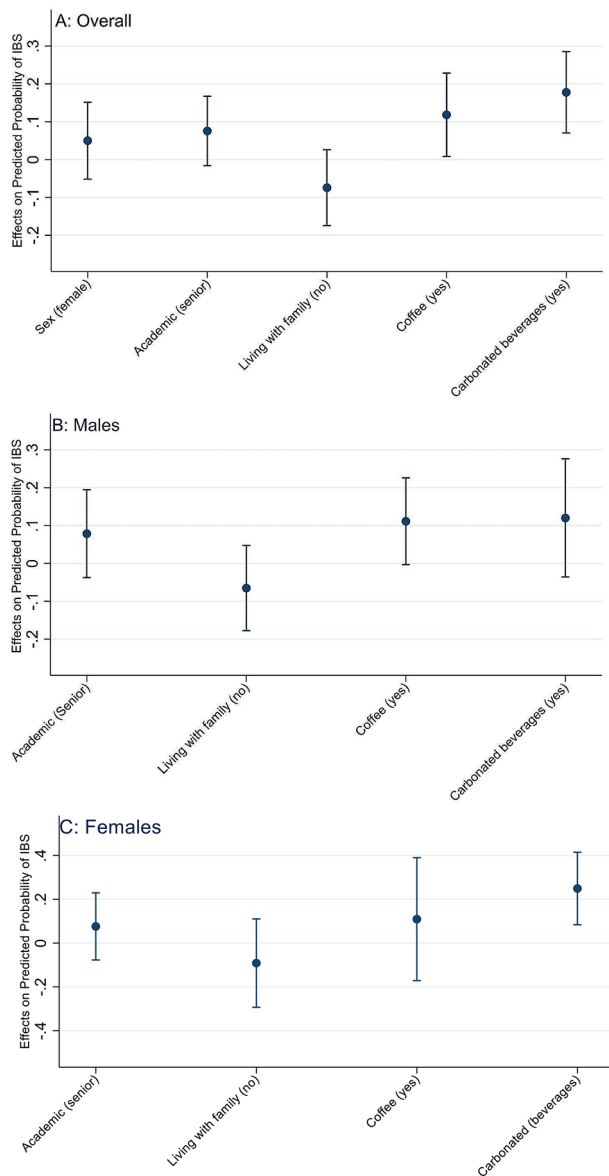 A: Overall
Effects on Predicted Probability of IBS
.3
.2
.1
0
-.1
-.2
Sex (female)
Academic (senior)
Living with family (no)
Coffee (yes)
Carbonated beverages (yes)
B: Males
Effects on Predicted Probability of IBS
.3
.2
.1
0
-.1
-.2
Academic (Senior)
Living with family (no)
Coffee (yes)
Carbonated beverages (yes)
C: Females
Effects on Predicted Probability of IBS
.4
.2
0
-.2
-.4
Academic (senior)
Living with family (no)
Coffee (yes)
Carbonated (beverages)